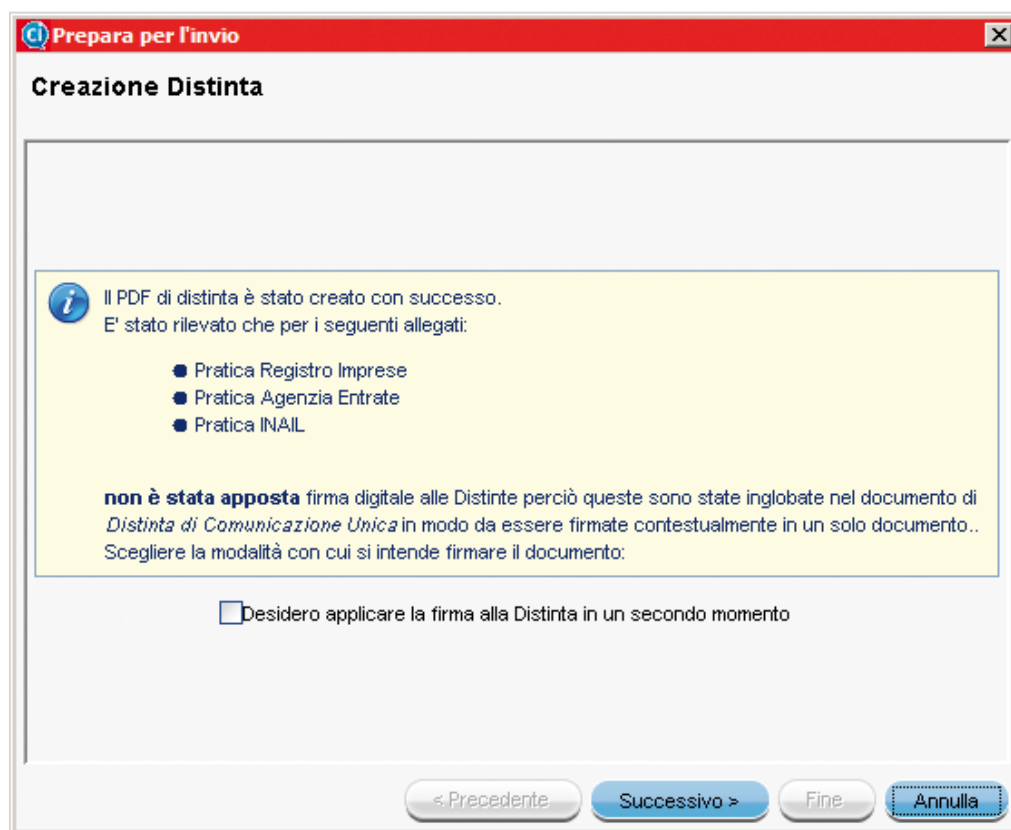 CI Prepara per l'invio
Creazione Distinta
Il PDF di distinta è stato creato con successo.
E' stato rilevato che per i seguenti allegati:
Pratica Registro Imprese
Pratica Agenzia Entrate
Pratica INAIL
non è stata apposta firma digitale alle Distinte perciò queste sono state inglobate nel documento di
Distinta di Comunicazione Unica in modo da essere firmate contestualmente in un solo documento..
Scegliere la modalità con cui si intende firmare il documento:
Desidero applicare la firma alla Distinta in un secondo momento
< Precedente Successivo > Fine Annulla